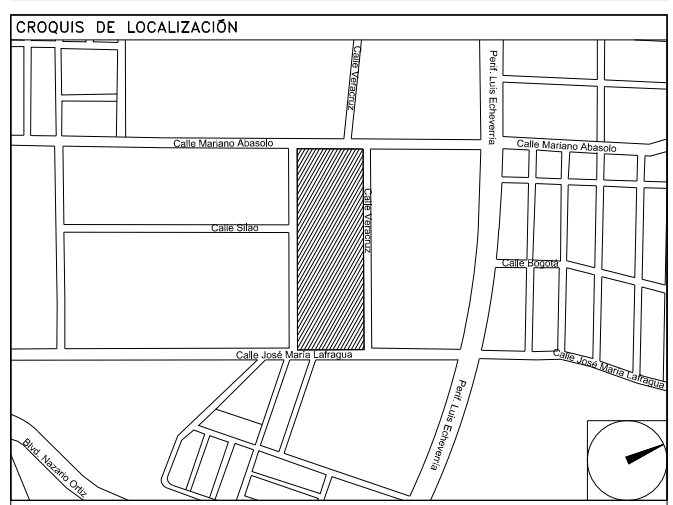 CROQUIS DE LOCALIZACIÓN
Calle Veracruz
Perif. Luis Echeverría
Calle Mariano Abasolo
Calle Mariano Abasolo
Calle Veracruz
Calle Silao
Calle Bogotá
Calle José María Lafragua
Calle José María Lafragua
Perif. Luis Echeverría
Blvd. Nazario Ortiz